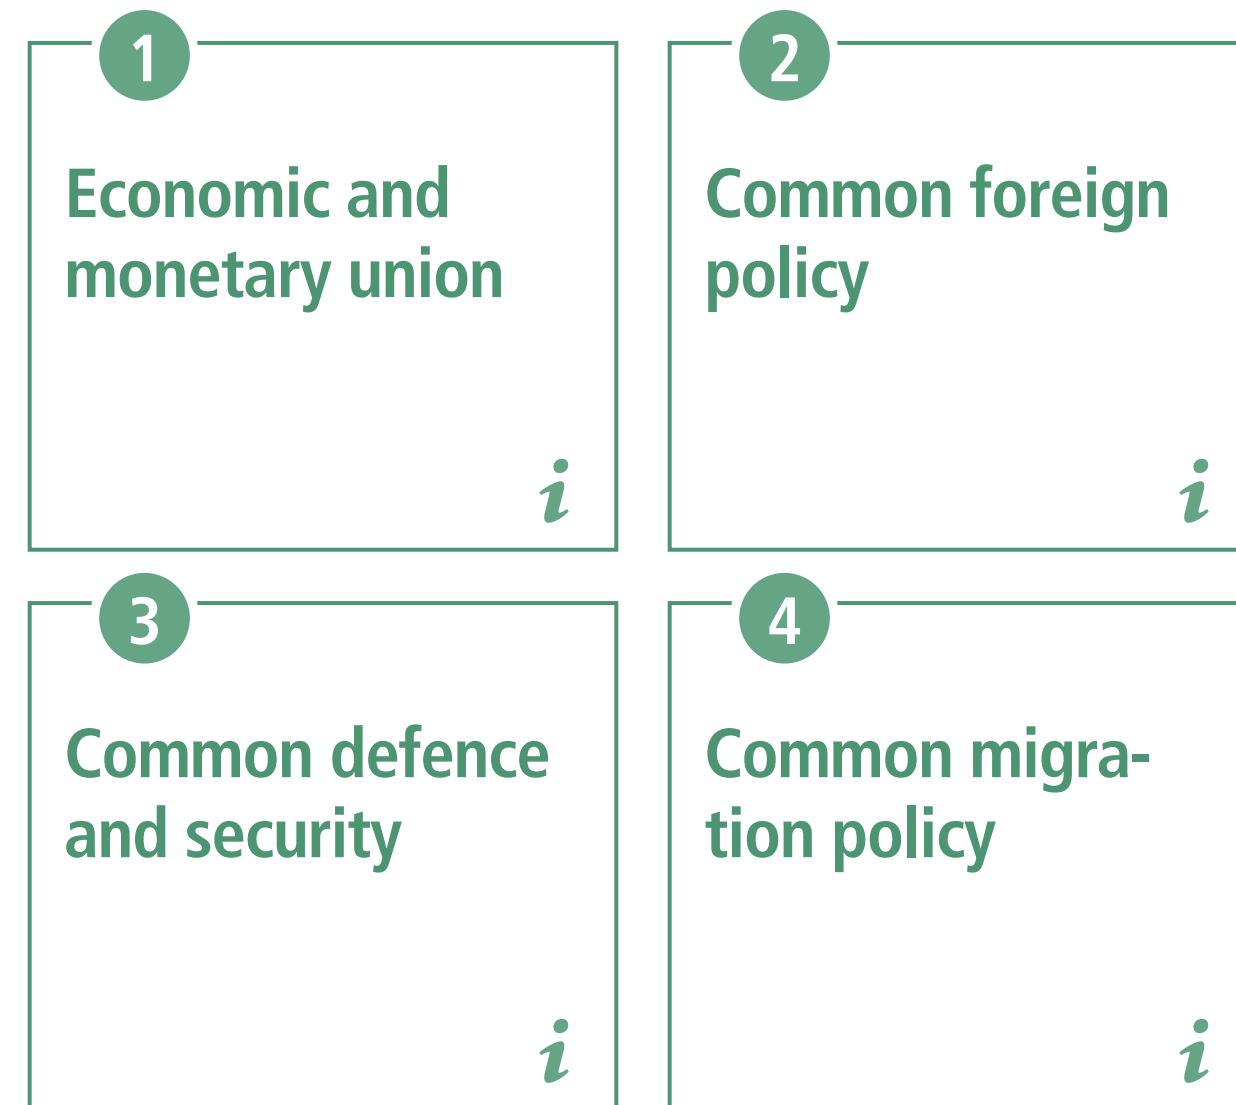 1
Economic and
monetary union
i
2
Common foreign
policy
i
3
Common defence
and security
i
4
Common migra-
tion policy
i